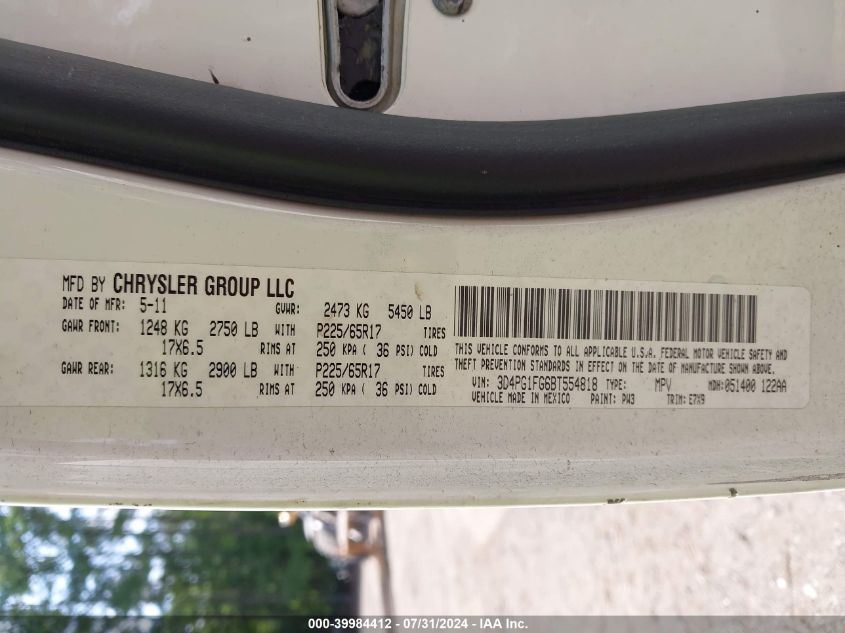 MFD BY CHRYSLER GROUP LLC
DATE OF MFR: 5-11 GVWR: 2473 KG 5450 LB
GAWR FRONT: 1248 KG 2750 LB WITH P225/65R17 TIRES
17X6.5 RIMS AT 250 KPA ( 36 PSI) COLD
GAWR REAR: 1316 KG 2900 LB WITH P225/65R17 TIRES
17X6.5 RIMS AT 250 KPA ( 36 PSI) COLD
THIS VEHICLE CONFORMS TO ALL APPLICABLE U.S.A. FEDERAL MOTOR VEHICLE SAFETY AND
THEFT PREVENTION STANDARDS IN EFFECT ON THE DATE OF MANUFACTURE SHOWN ABOVE.
VIN: 3D4PG1FG6BT554818 TYPE: MPV MDH: 051400 122AA
VEHICLE MADE IN MEXICO PAINT: PW3 TRIM: E7X9
000-39984412 - 07/31/2024 - IAA Inc.